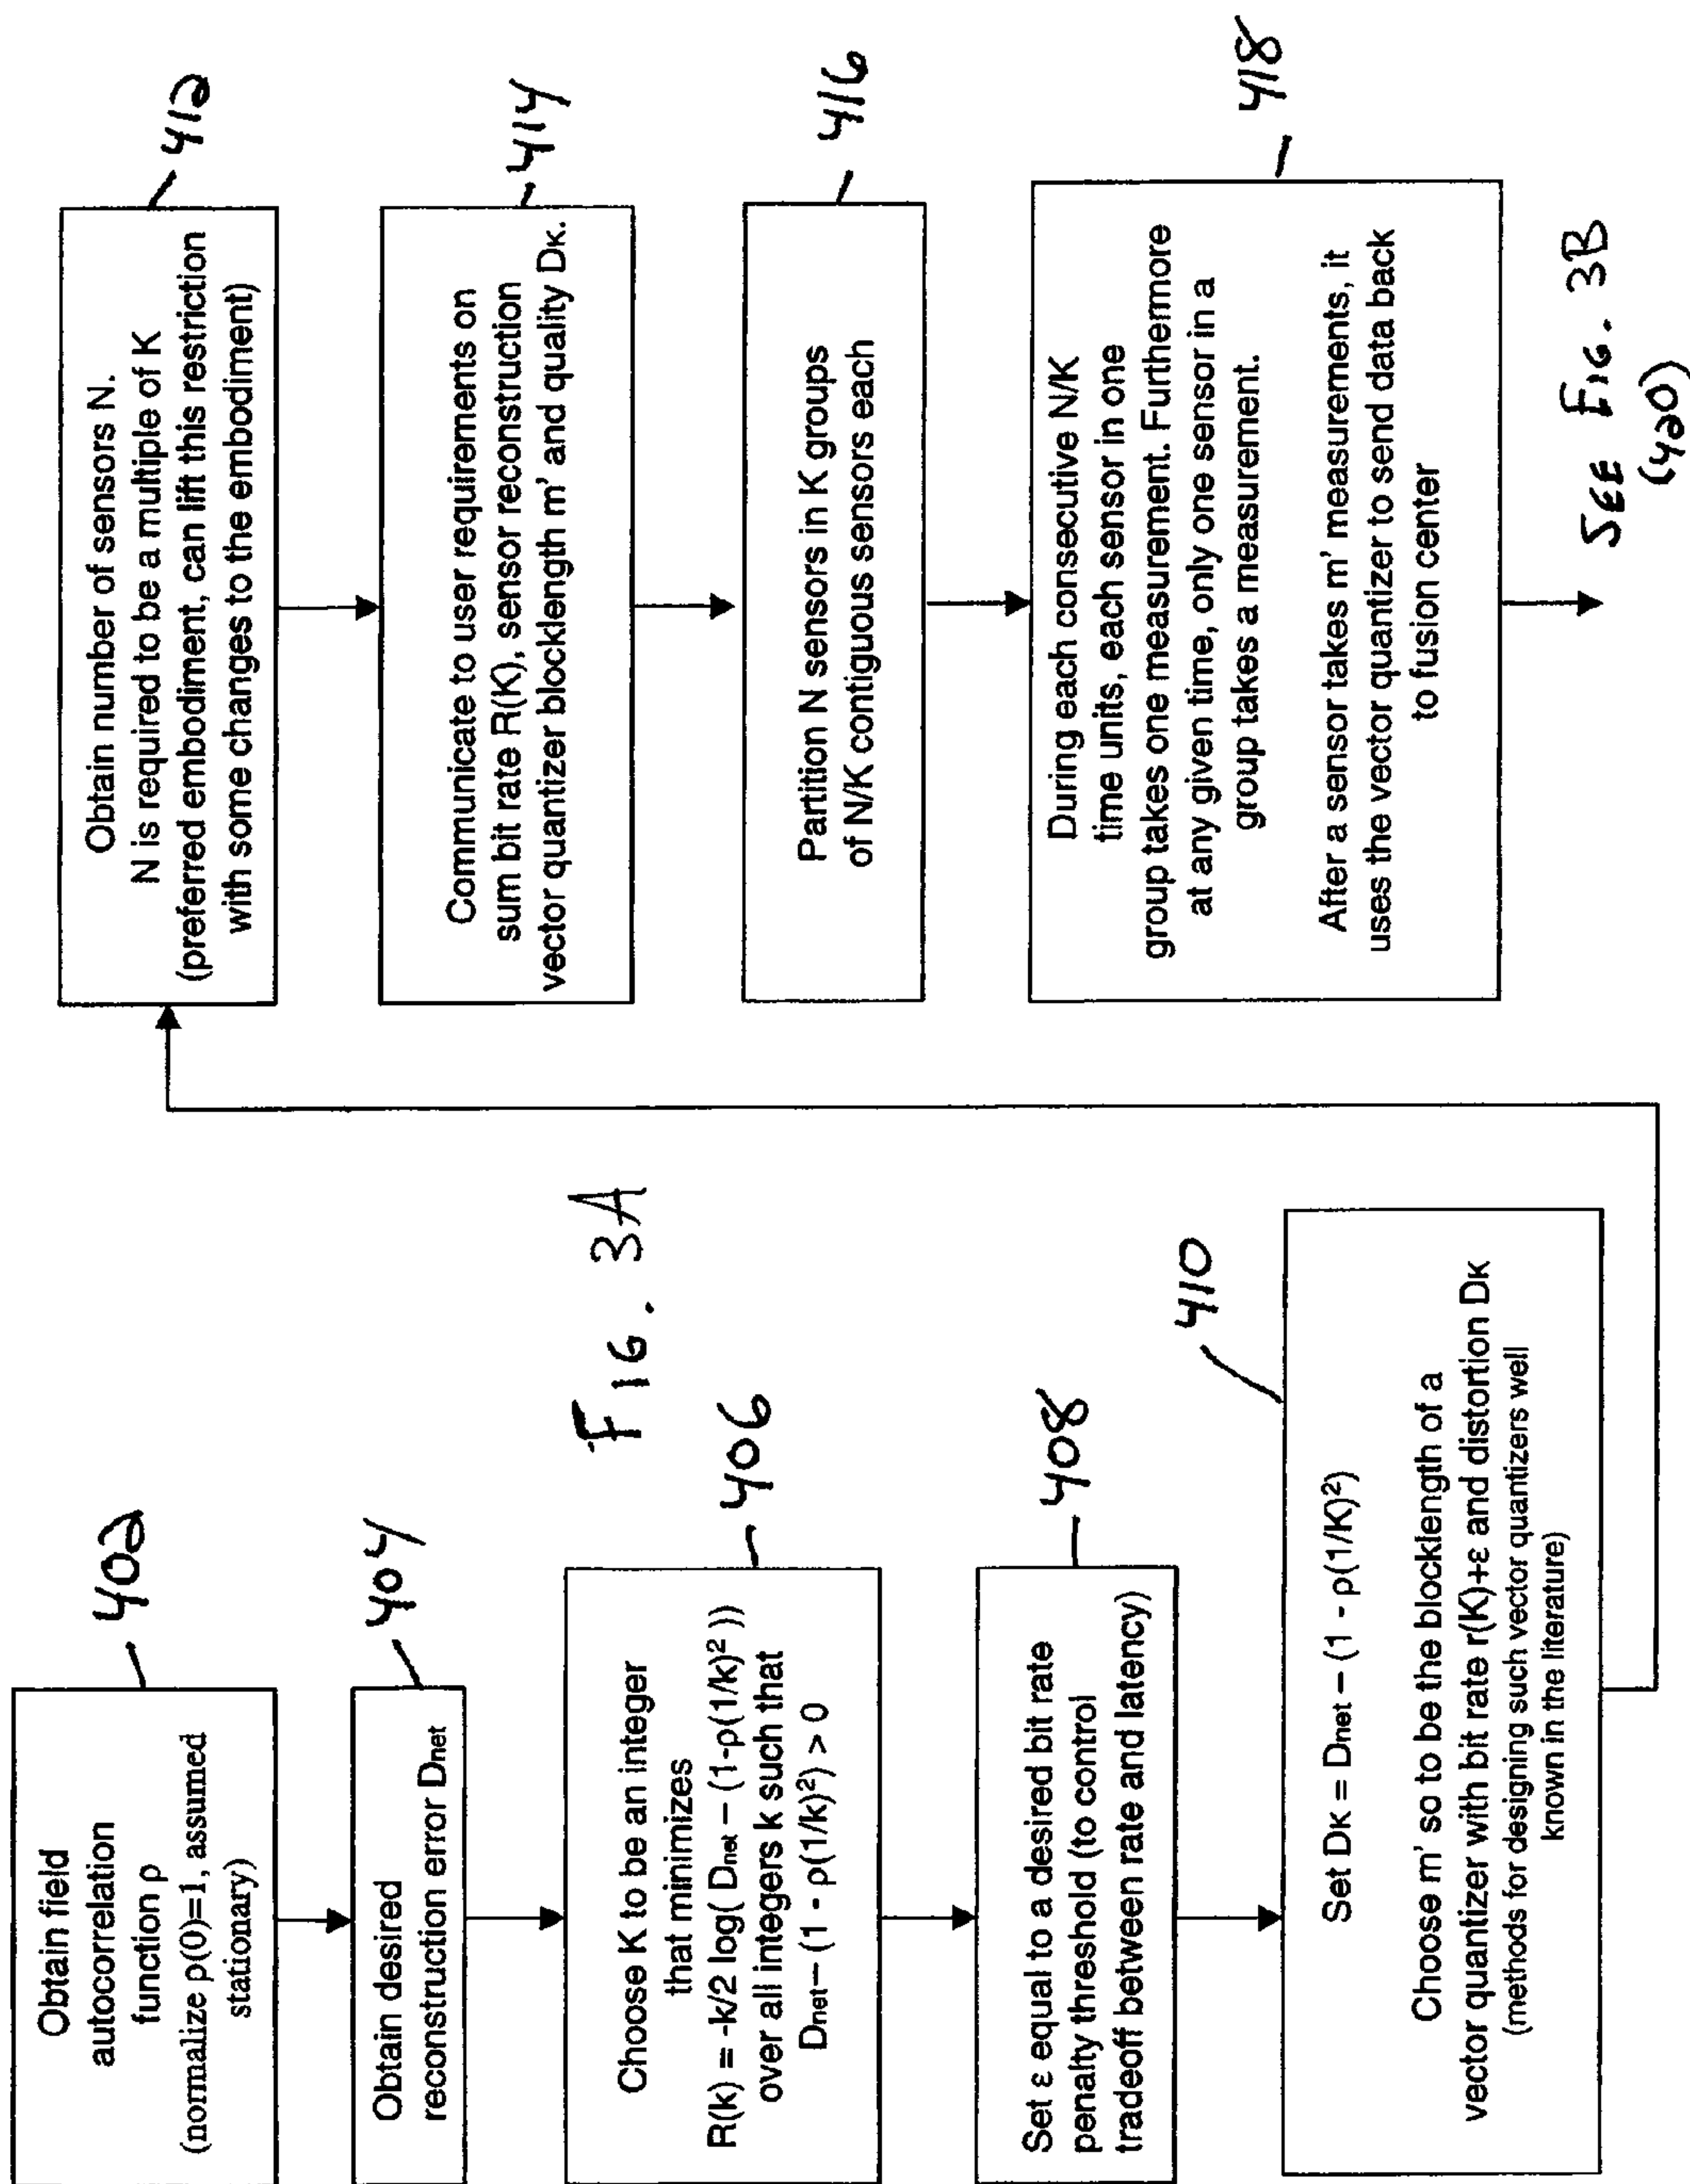 402
Obtain field
autocorrelation
function ρ
(normalize ρ(0)=1, assumed
stationary)
404
Obtain desired
reconstruction error Dnet
406
Choose K to be an integer
that minimizes
R(k) = -k/2 log( Dnet – (1-ρ(1/k)² ))
over all integers k such that
Dnet – (1 - ρ(1/k)²) > 0
408
Set ε equal to a desired bit rate
penalty threshold (to control
tradeoff between rate and latency)
410
Set DK = Dnet – (1 - ρ(1/K)²)
Choose m' so to be the blocklength of a
vector quantizer with bit rate r(K)+ε and distortion DK
(methods for designing such vector quantizers well
known in the literature)
FIG. 3A
412
Obtain number of sensors N.
N is required to be a multiple of K
(preferred embodiment, can lift this restriction
with some changes to the embodiment)
414
Communicate to user requirements on
sum bit rate R(K), sensor reconstruction
vector quantizer blocklength m' and quality DK.
416
Partition N sensors in K groups
of N/K contiguous sensors each
418
During each consecutive N/K
time units, each sensor in one
group takes one measurement. Furthermore
at any given time, only one sensor in a
group takes a measurement.
After a sensor takes m' measurements, it
uses the vector quantizer to send data back
to fusion center
SEE FIG. 3B
(420)